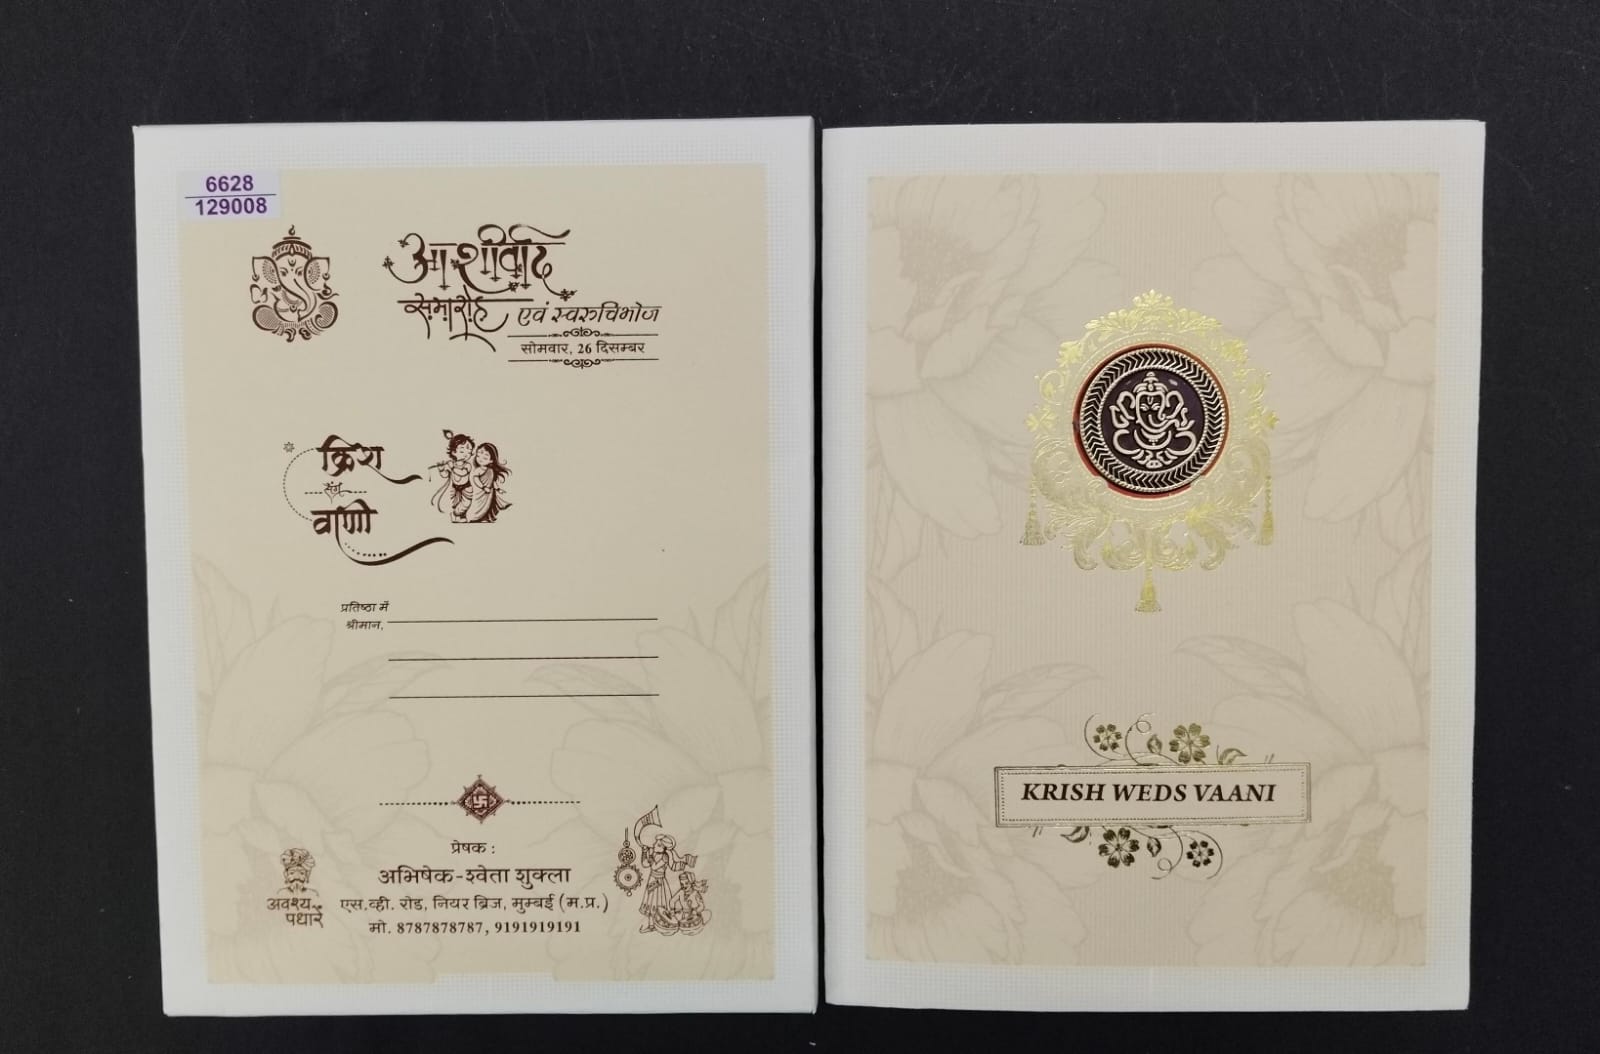 6628
129008
आशीर्वाद
समारोह एवं स्वरुचिभोज
सोमवार, 26 दिसम्बर
क्रिश
संग
वाणी
प्रतिष्ठा में
श्रीमान,
प्रेषक :
अभिषेक-श्वेता शुक्ला
एस.व्ही. रोड, नियर ब्रिज, मुम्बई (म.प्र.)
मो. 8787878787, 9191919191
अवश्य
पधारें
KRISH WEDS VAANI